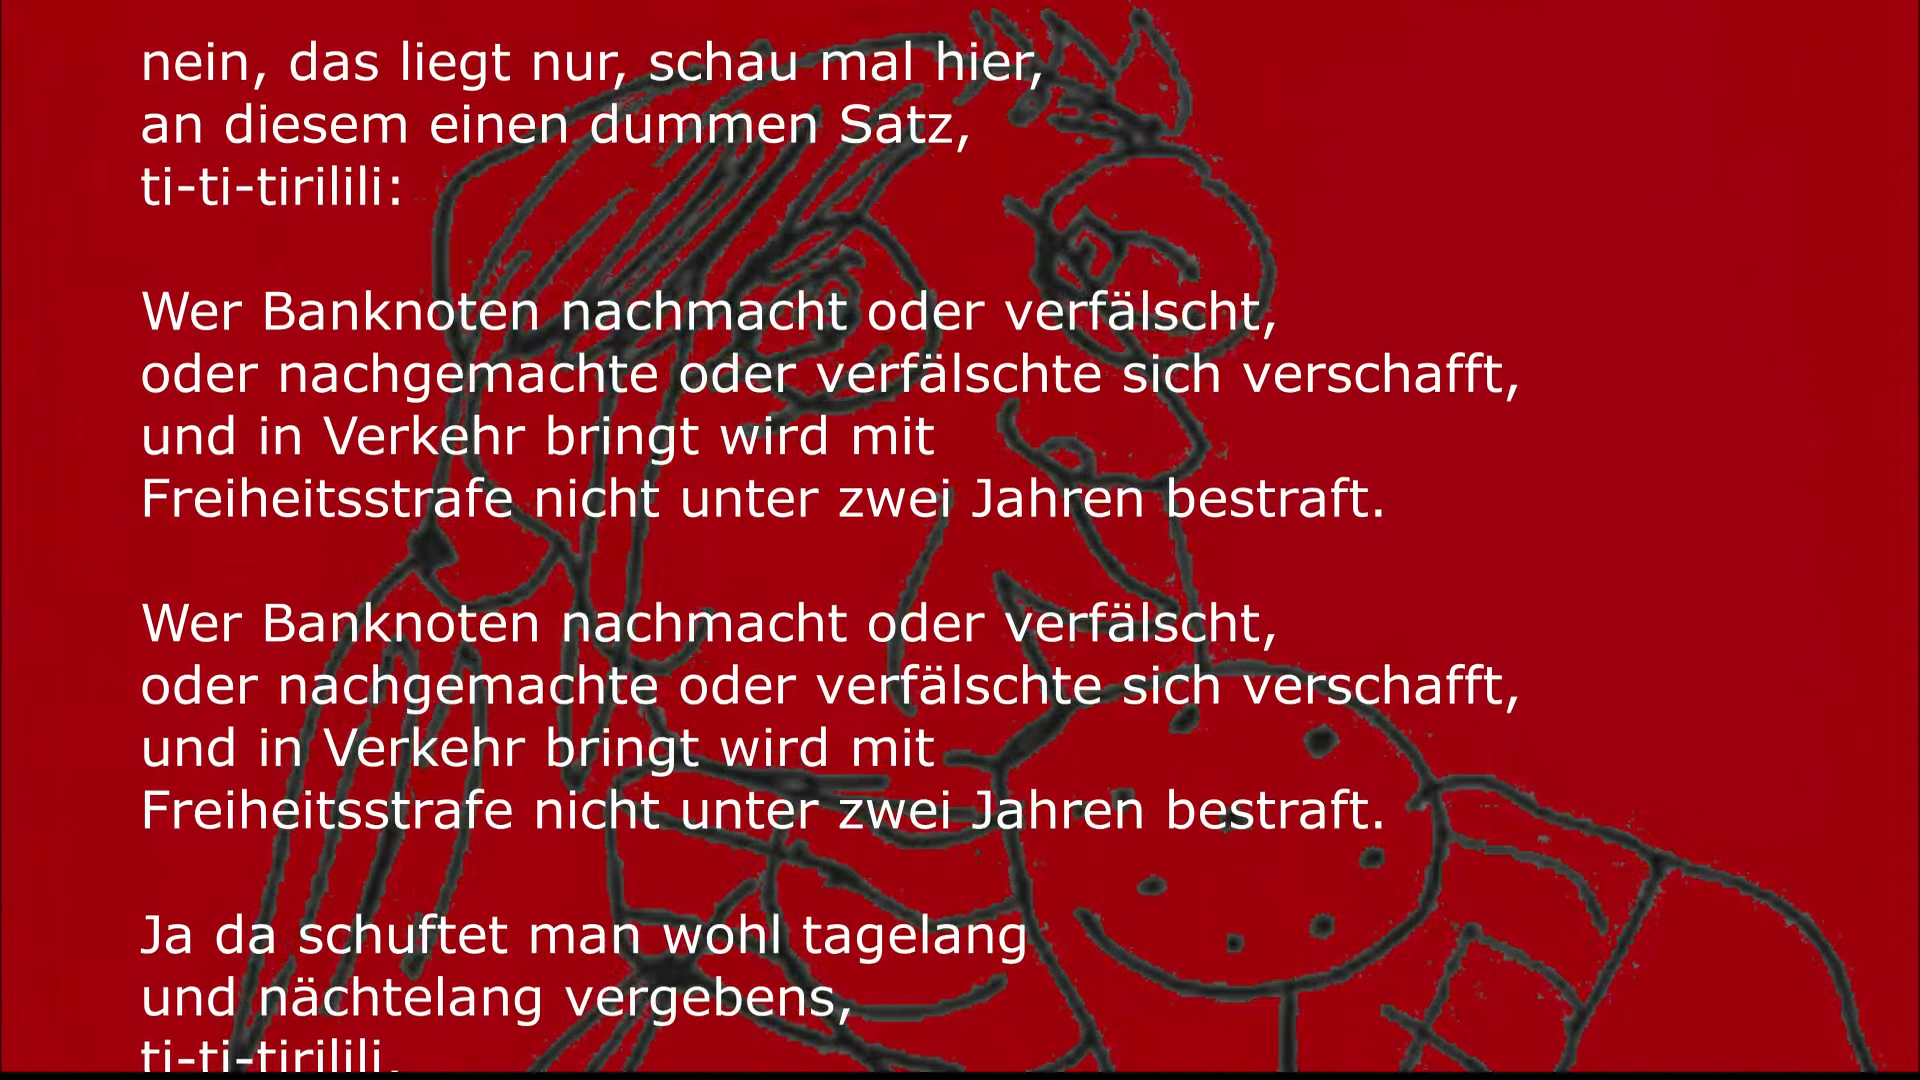 nein, das liegt nur, schau mal hier,
an diesem einen dummen Satz,
ti-ti-tirilili:
Wer Banknoten nachmacht oder verfälscht,
oder nachgemachte oder verfälschte sich verschafft,
und in Verkehr bringt wird mit
Freiheitsstrafe nicht unter zwei Jahren bestraft.
Wer Banknoten nachmacht oder verfälscht,
oder nachgemachte oder verfälschte sich verschafft,
und in Verkehr bringt wird mit
Freiheitsstrafe nicht unter zwei Jahren bestraft.
Ja da schuftet man wohl tagelang
und nächtelang vergebens,
ti-ti-tirilili.